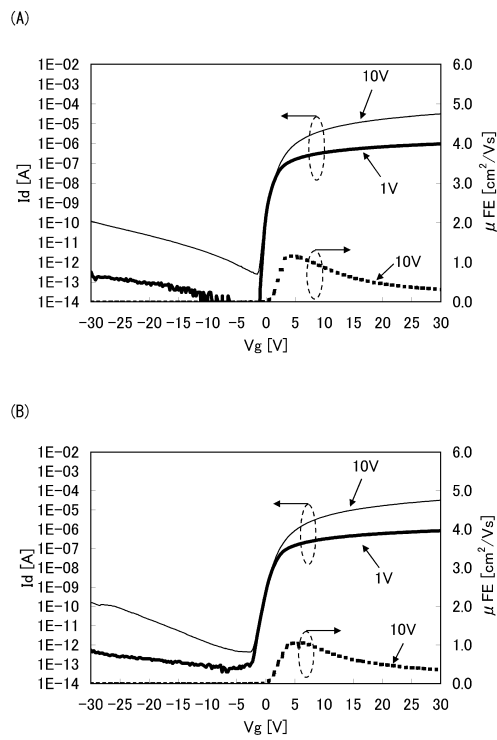 (A)
1E-02
1E-03
1E-04
1E-05
1E-06
1E-07
1E-08
1E-09
1E-10
1E-11
1E-12
1E-13
1E-14
Id [A]
6.0
5.0
4.0
3.0
2.0
1.0
0.0
μFE [cm²/Vs]
10V
1V
10V
-30 -25 -20 -15 -10 -5 0 5 10 15 20 25 30
Vg [V]
(B)
1E-02
1E-03
1E-04
1E-05
1E-06
1E-07
1E-08
1E-09
1E-10
1E-11
1E-12
1E-13
1E-14
Id [A]
6.0
5.0
4.0
3.0
2.0
1.0
0.0
μFE [cm²/Vs]
10V
1V
10V
-30 -25 -20 -15 -10 -5 0 5 10 15 20 25 30
Vg [V]